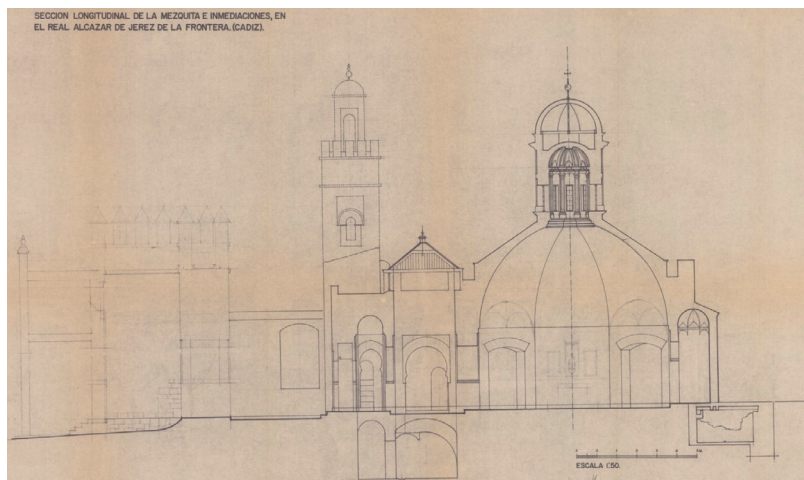 SECCION LONGITUDINAL DE LA MEZQUITA E INMEDIACIONES, EN
EL REAL ALCAZAR DE JEREZ DE LA FRONTERA. (CADIZ).
ESCALA 1:50.